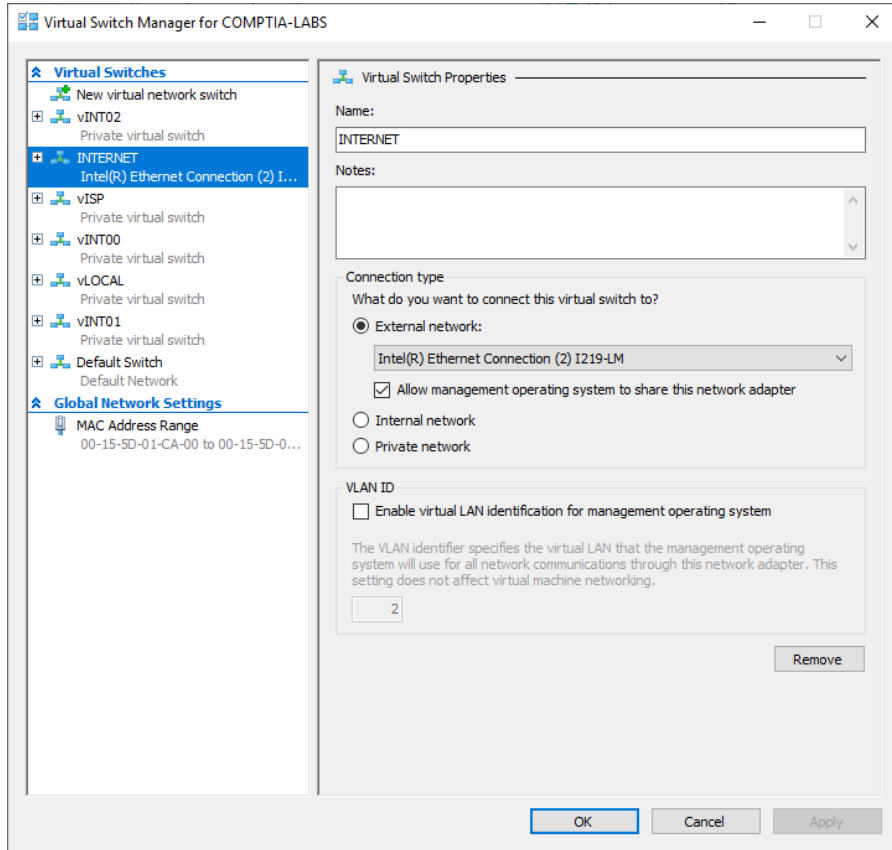 Virtual Switch Manager for COMPTIA-LABS
Virtual Switches
New virtual network switch
vINT02
Private virtual switch
INTERNET
Intel(R) Ethernet Connection (2) I...
vISP
Private virtual switch
vINT00
Private virtual switch
vLOCAL
Private virtual switch
vINT01
Private virtual switch
Default Switch
Default Network
Global Network Settings
MAC Address Range
00-15-5D-01-CA-00 to 00-15-5D-0...
Virtual Switch Properties
Name:
INTERNET
Notes:
Connection type
What do you want to connect this virtual switch to?
External network:
Intel(R) Ethernet Connection (2) I219-LM
Allow management operating system to share this network adapter
Internal network
Private network
VLAN ID
Enable virtual LAN identification for management operating system
The VLAN identifier specifies the virtual LAN that the management operating
system will use for all network communications through this network adapter. This
setting does not affect virtual machine networking.
2
Remove
OK
Cancel
Apply